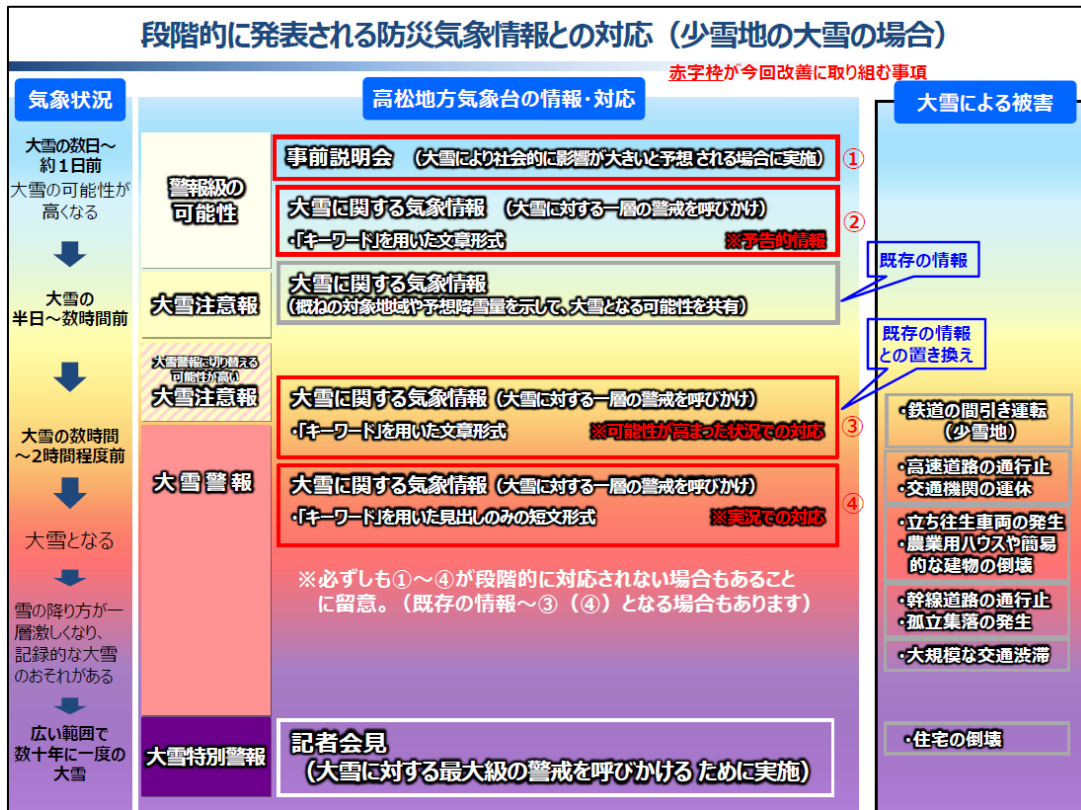 段階的に発表される防災気象情報との対応（少雪地の大雪の場合）
赤字枠が今回改善に取り組む事項
気象状況
大雪の数日～
約１日前
大雪の可能性が
高くなる
大雪の
半日～数時間前
大雪の数時間
～2時間程度前
大雪となる
雪の降り方が一
層激しくなり、
記録的な大雪
のおそれがある
広い範囲で
数十年に一度の
大雪
高松地方気象台の情報・対応
警報級の
可能性
事前説明会　（大雪により社会的に影響が大きいと予想 される場合に実施）
①
大雪に関する気象情報　（大雪に対する一層の警戒を呼びかけ）
・「キーワード」を用いた文章形式　※予告的情報
②
大雪注意報
大雪に関する気象情報
（概ねの対象地域や予想降雪量を示して、大雪となる可能性を共有）
既存の情報
既存の情報
との置き換え
大雪警報に切り替える
可能性が高い
大雪注意報
大雪に関する気象情報（大雪に対する一層の警戒を呼びかけ）
・「キーワード」を用いた文章形式　※可能性が高まった状況での対応
③
大雪警報
大雪に関する気象情報（大雪に対する一層の警戒を呼びかけ）
・「キーワード」を用いた見出しのみの短文形式　※実況での対応
④
※必ずしも①～④が段階的に対応されない場合もあること
に留意。（既存の情報～③（④）となる場合もあります）
大雪特別警報
記者会見
（大雪に対する最大級の警戒を呼びかける ために実施）
大雪による被害
・鉄道の間引き運転
（少雪地）
・高速道路の通行止
・交通機関の運休
・立ち往生車両の発生
・農業用ハウスや簡易
的な建物の倒壊
・幹線道路の通行止
・孤立集落の発生
・大規模な交通渋滞
・住宅の倒壊